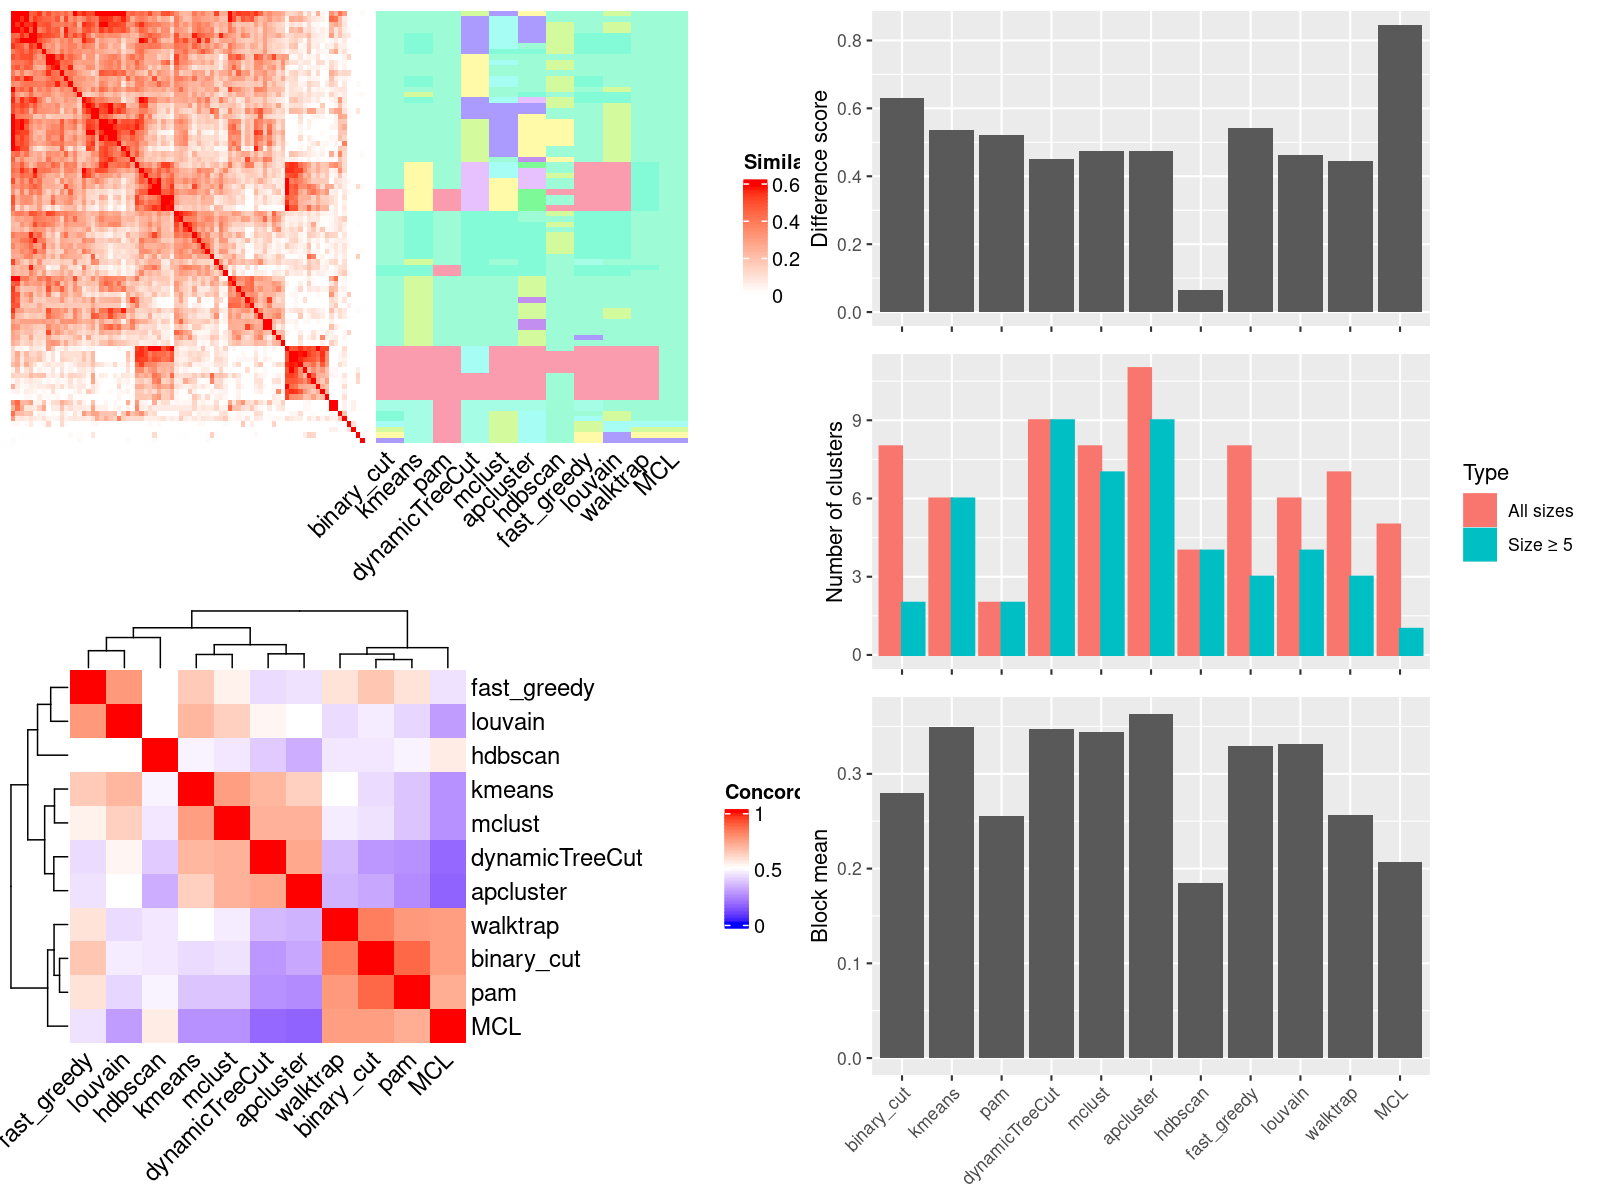 Simila
0.6
0.4
0.2
0
binary_cut
kmeans
pam
dynamicTreeCut
mclust
apcluster
hdbscan
fast_greedy
louvain
walktrap
MCL
fast_greedy
louvain
hdbscan
kmeans
mclust
dynamicTreeCut
apcluster
walktrap
binary_cut
pam
MCL
Concord
1
0.5
0
fast_greedy
louvain
hdbscan
kmeans
mclust
dynamicTreeCut
apcluster
walktrap
binary_cut
pam
MCL
Difference score
0.8
0.6
0.4
0.2
0.0
Number of clusters
9
6
3
0
Type
All sizes
Size ≥ 5
Block mean
0.3
0.2
0.1
0.0
binary_cut
kmeans
pam
dynamicTreeCut
mclust
apcluster
hdbscan
fast_greedy
louvain
walktrap
MCL